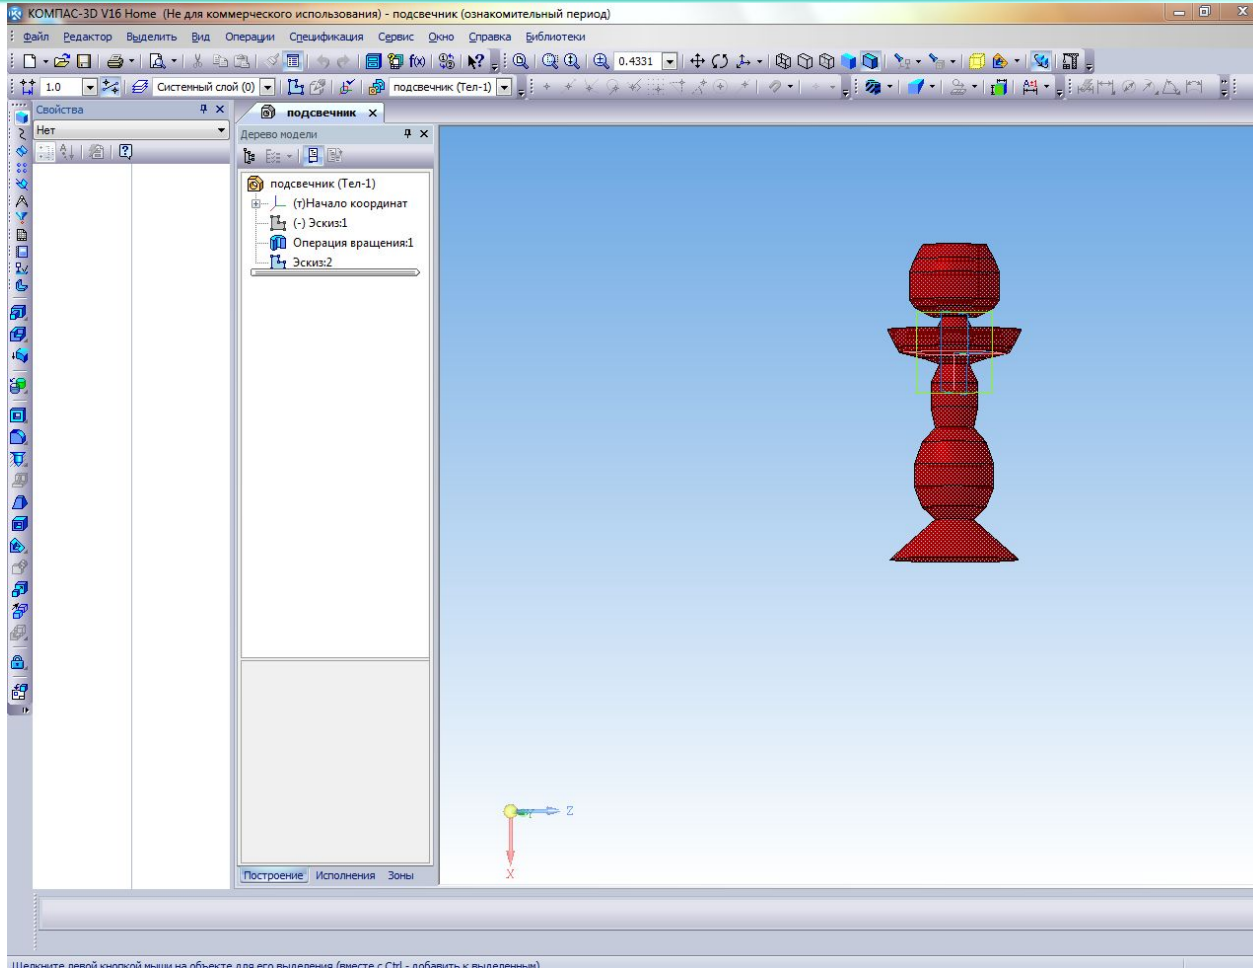 КОМПАС-3D V16 Home (Не для коммерческого использования) - подсвечник (ознакомительный период)
Файл Редактор Выделить Вид Операции Спецификация Сервис Окно Справка Библиотеки
f(x) 0.4331
1.0 Системный слой (0) подсвечник (Тел-1)
Свойства
подсвечник
Нет
Дерево модели
подсвечник (Тел-1)
(т)Начало координат
(-) Эскиз:1
Операция вращения:1
Эскиз:2
Z
X
Построение Исполнения Зоны
Щелкните левой кнопкой мыши на объекте для его выделения (вместе с Ctrl - добавить к выделенным)